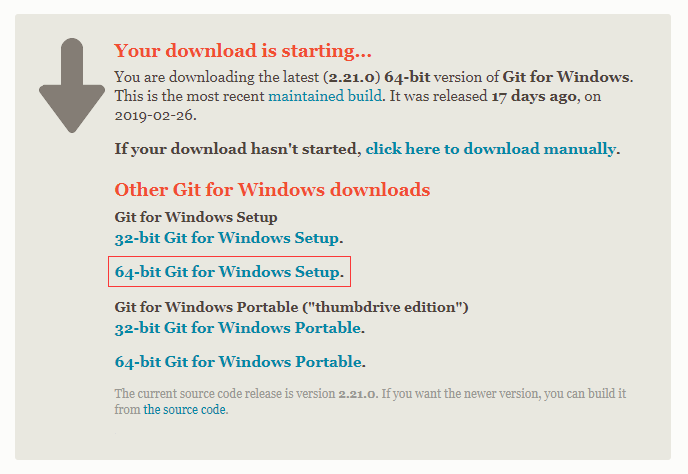 Your download is starting...
You are downloading the latest (2.21.0) 64-bit version of Git for Windows.
This is the most recent maintained build. It was released 17 days ago, on
2019-02-26.
If your download hasn't started, click here to download manually.
Other Git for Windows downloads
Git for Windows Setup
32-bit Git for Windows Setup.
64-bit Git for Windows Setup.
Git for Windows Portable ("thumbdrive edition")
32-bit Git for Windows Portable.
64-bit Git for Windows Portable.
The current source code release is version 2.21.0. If you want the newer version, you can build it
from the source code.